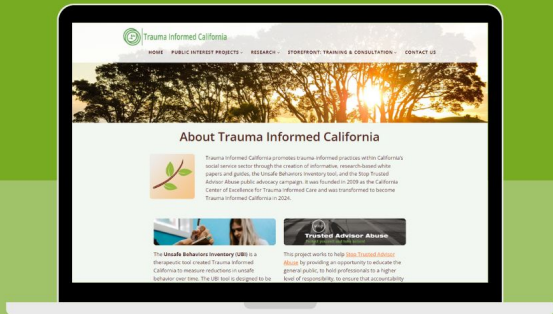 Trauma Informed California
HOME PUBLIC INTEREST PROJECTS RESEARCH STOREFRONT: TRAINING & CONSULTATION CONTACT US
About Trauma Informed California
Trauma Informed California promotes trauma informed practices within California's
social service sector through the creation of informative, research-based white
papers and guides, the Unsafe Behaviors Inventory tool, and the Stop Trusted
Advisor Abuse public advocacy campaign. It was founded in 2009 as the California
Center of Excellence for Trauma Informed Care and was transformed to become
Trauma Informed California in 2024.
Trusted Advisor Abuse
The Unsafe Behaviors Inventory (UBI) is a
therapeutic tool created Trauma Informed
California to measure reductions in unsafe
behavior over time. The UBI tool is designed to be
This project works to help Stop Trusted Advisor
Abuse by providing an opportunity to educate the
general public, to hold professionals to a higher
level of responsibility, to ensure that accountability